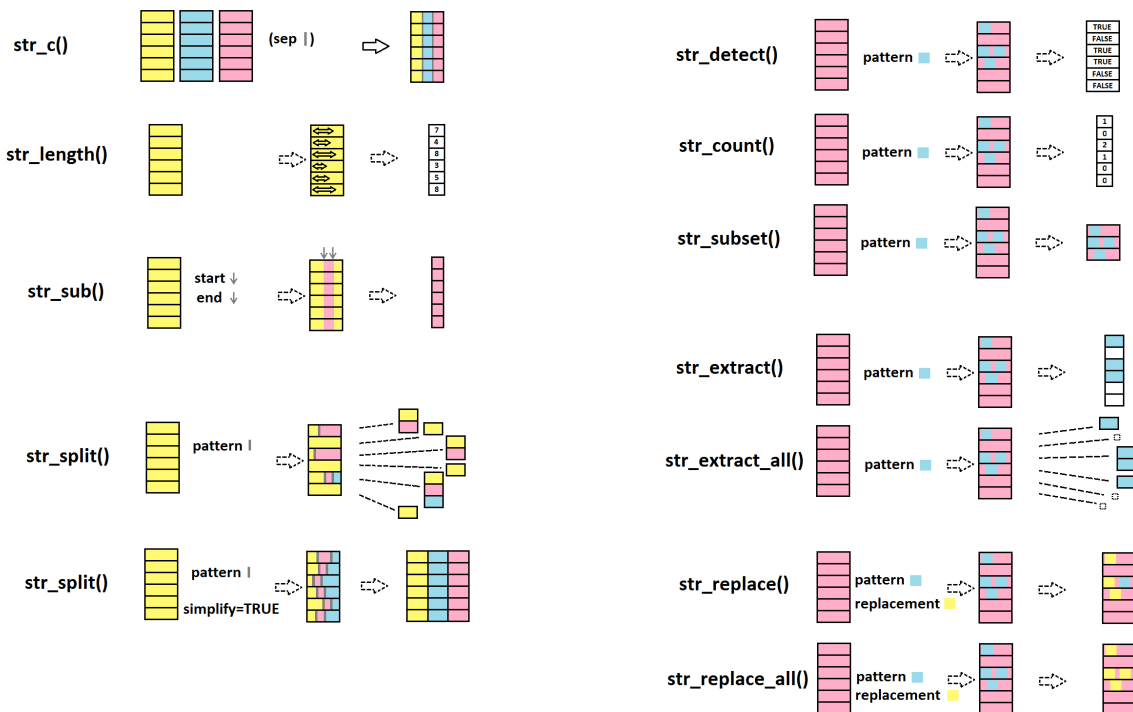 str_c()
(sep |)
str_length()
7
4
8
3
5
8
str_sub()
start ↓
end ↓
str_split()
pattern |
str_split()
pattern |
simplify=TRUE
str_detect()
pattern
TRUE
FALSE
TRUE
TRUE
FALSE
FALSE
str_count()
pattern
1
0
2
1
0
0
str_subset()
pattern
str_extract()
pattern
str_extract_all()
pattern
str_replace()
pattern
replacement
str_replace_all()
pattern
replacement